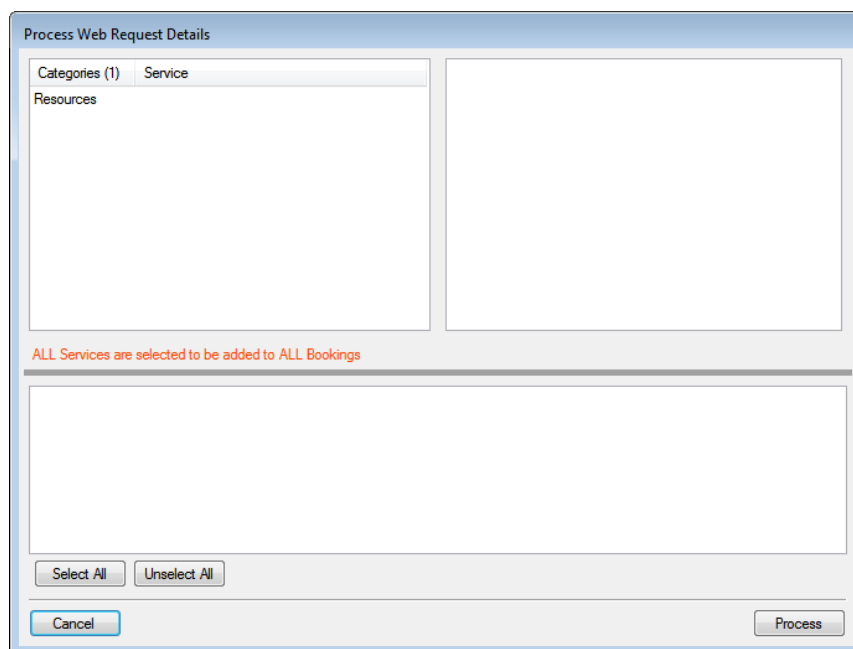 Process Web Request Details
Categories (1) Service
Resources
ALL Services are selected to be added to ALL Bookings
Select All Unselect All
Cancel Process